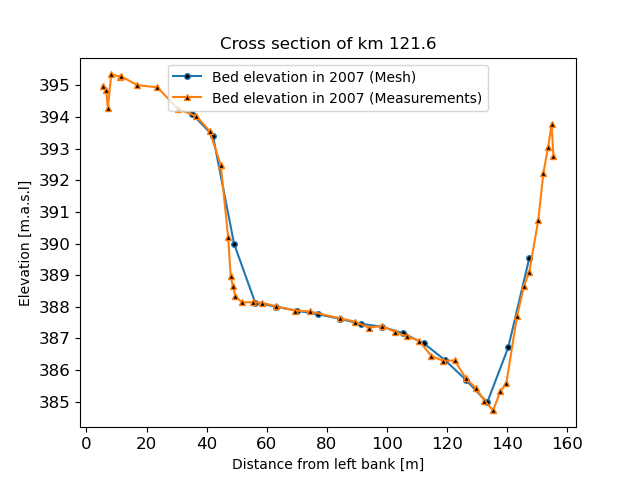 Cross section of km 121.6
Bed elevation in 2007 (Mesh)
Bed elevation in 2007 (Measurements)
395
394
393
392
391
390
389
388
387
386
385
Elevation [m.a.s.l]
0 20 40 60 80 100 120 140 160
Distance from left bank [m]